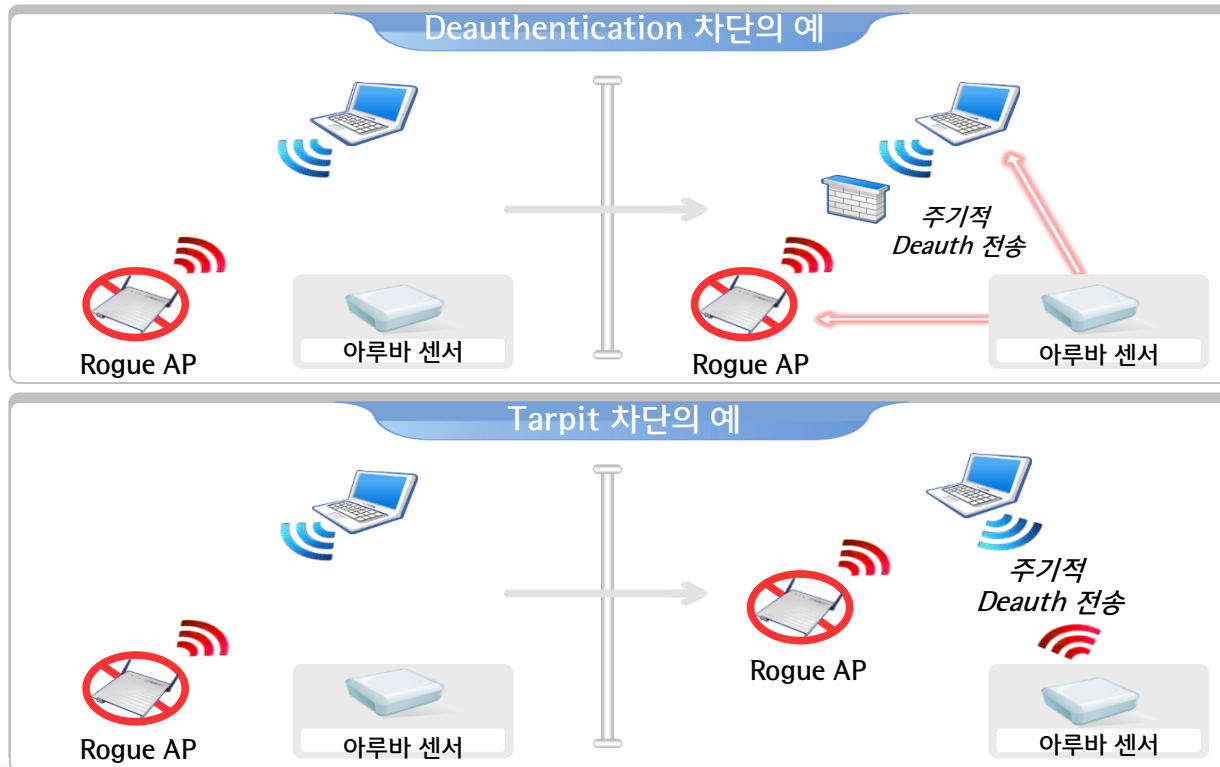 Deauthentication 차단의 예
주기적
Deauth 전송
Rogue AP
아루바 센서
Rogue AP
아루바 센서
Tarpit 차단의 예
주기적
Deauth 전송
Rogue AP
아루바 센서
Rogue AP
아루바 센서